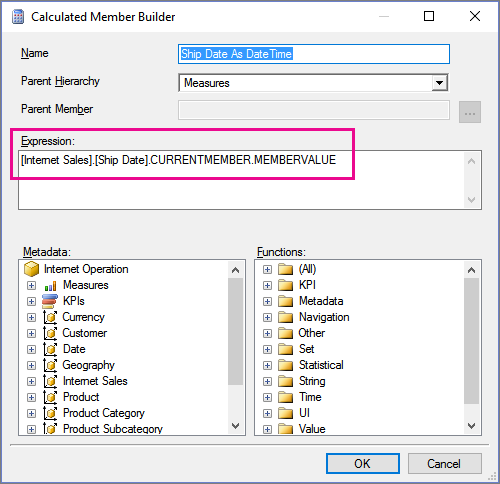 Calculated Member Builder
Name
Ship Date As DateTime
Parent Hierarchy
Measures
Parent Member
...
Expression:
[Internet Sales].[Ship Date].CURRENTMEMBER.MEMBERVALUE
Metadata:
Internet Operation
Measures
KPIs
Currency
Customer
Date
Geography
Internet Sales
Product
Product Category
Product Subcategory
Functions:
(All)
KPI
Metadata
Navigation
Other
Set
Statistical
String
Time
UI
Value
OK
Cancel